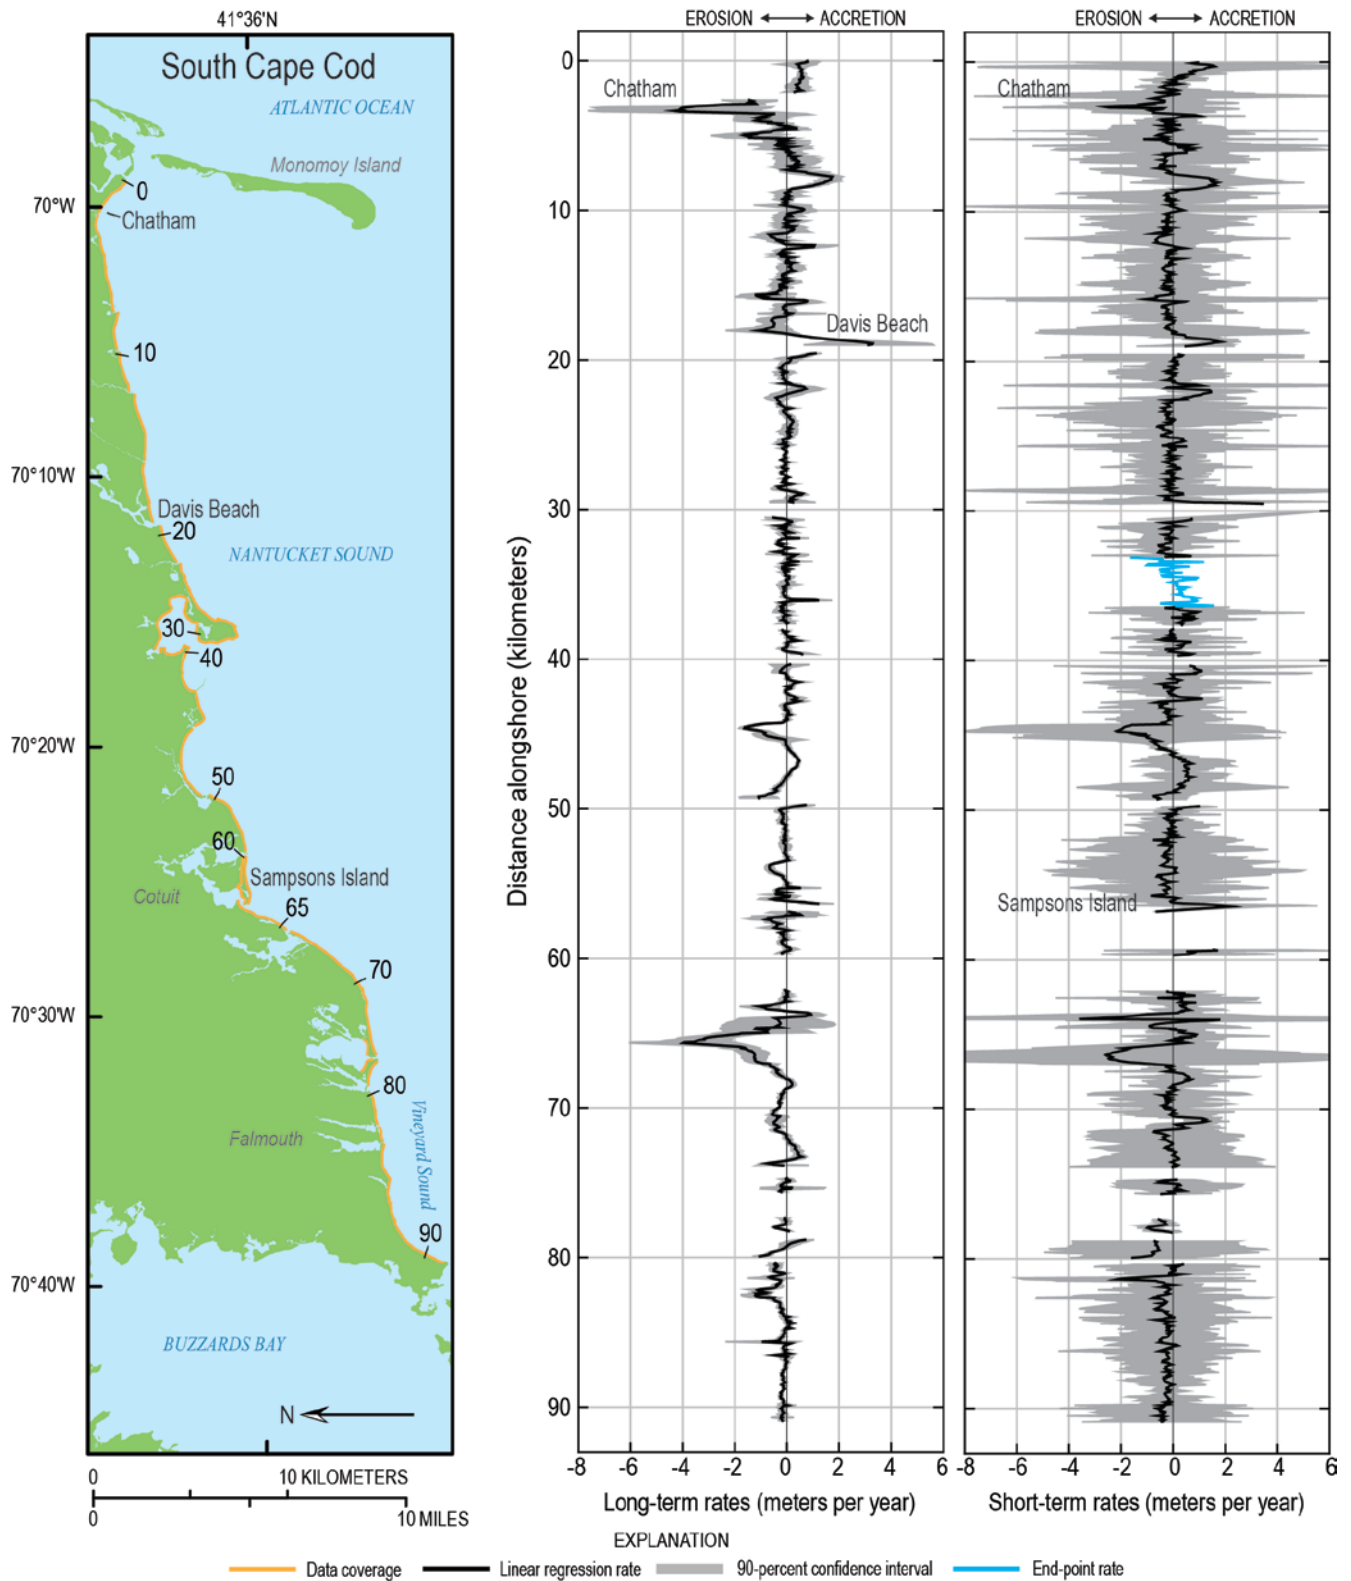 41°36'N
South Cape Cod
ATLANTIC OCEAN
Monomoy Island
0
70°W
Chatham
10
70°10'W
Davis Beach
20
NANTUCKET SOUND
30
40
70°20'W
50
60
Sampsons Island
Cotuit
65
70
70°30'W
80
Vineyard Sound
Falmouth
90
70°40'W
BUZZARDS BAY
N
0 10 KILOMETERS
0 10 MILES
EROSION ACCRETION
Chatham
Davis Beach
Distance alongshore (kilometers)
0
10
20
30
40
50
60
70
80
90
-8 -6 -4 -2 0 2 4 6
Long-term rates (meters per year)
EROSION ACCRETION
Chatham
Sampsons Island
-8 -6 -4 -2 0 2 4 6
Short-term rates (meters per year)
EXPLANATION
Data coverage Linear regression rate 90-percent confidence interval End-point rate